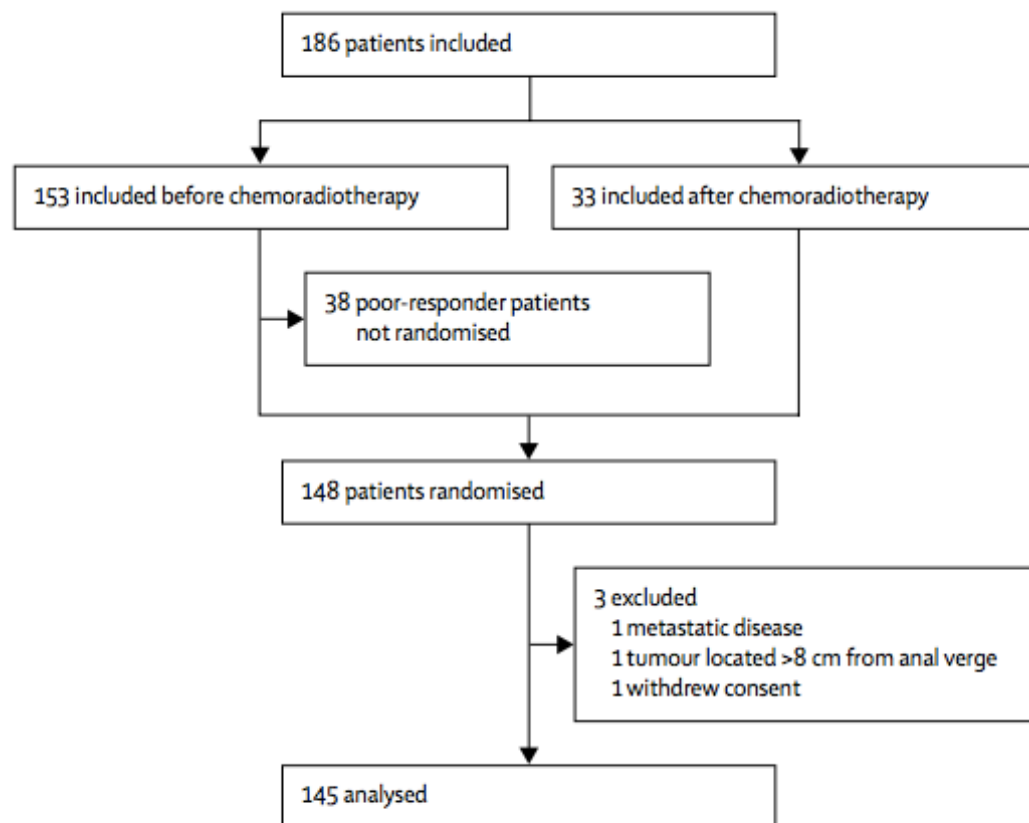 186 patients included
153 included before chemoradiotherapy
33 included after chemoradiotherapy
38 poor-responder patients
not randomised
148 patients randomised
3 excluded
1 metastatic disease
1 tumour located >8 cm from anal verge
1 withdrew consent
145 analysed